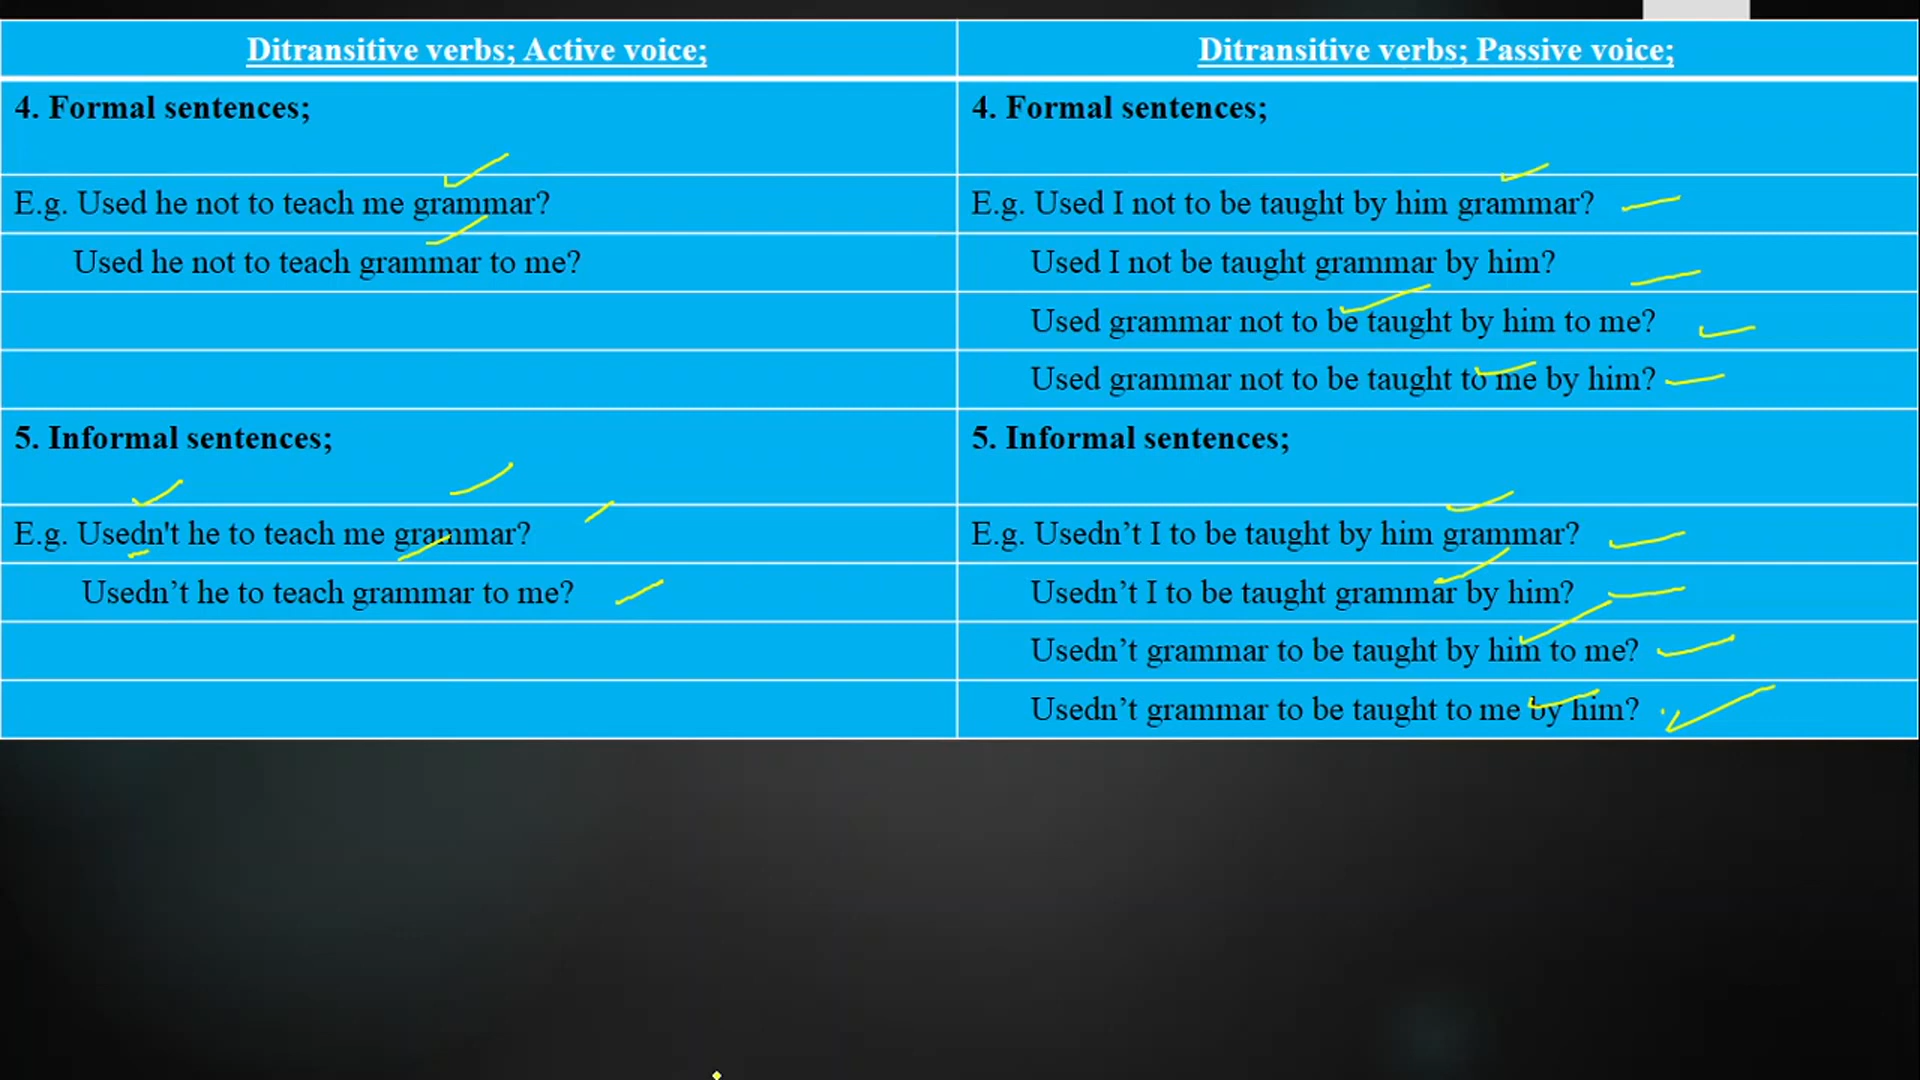 Ditransitive verbs; Active voice;
Ditransitive verbs; Passive voice;
4. Formal sentences;
4. Formal sentences;
E.g. Used he not to teach me grammar?
E.g. Used I not to be taught by him grammar?
Used he not to teach grammar to me?
Used I not be taught grammar by him?
Used grammar not to be taught by him to me?
Used grammar not to be taught to me by him?
5. Informal sentences;
5. Informal sentences;
E.g. Usedn't he to teach me grammar?
E.g. Usedn’t I to be taught by him grammar?
Usedn’t he to teach grammar to me?
Usedn’t I to be taught grammar by him?
Usedn’t grammar to be taught by him to me?
Usedn’t grammar to be taught to me by him?